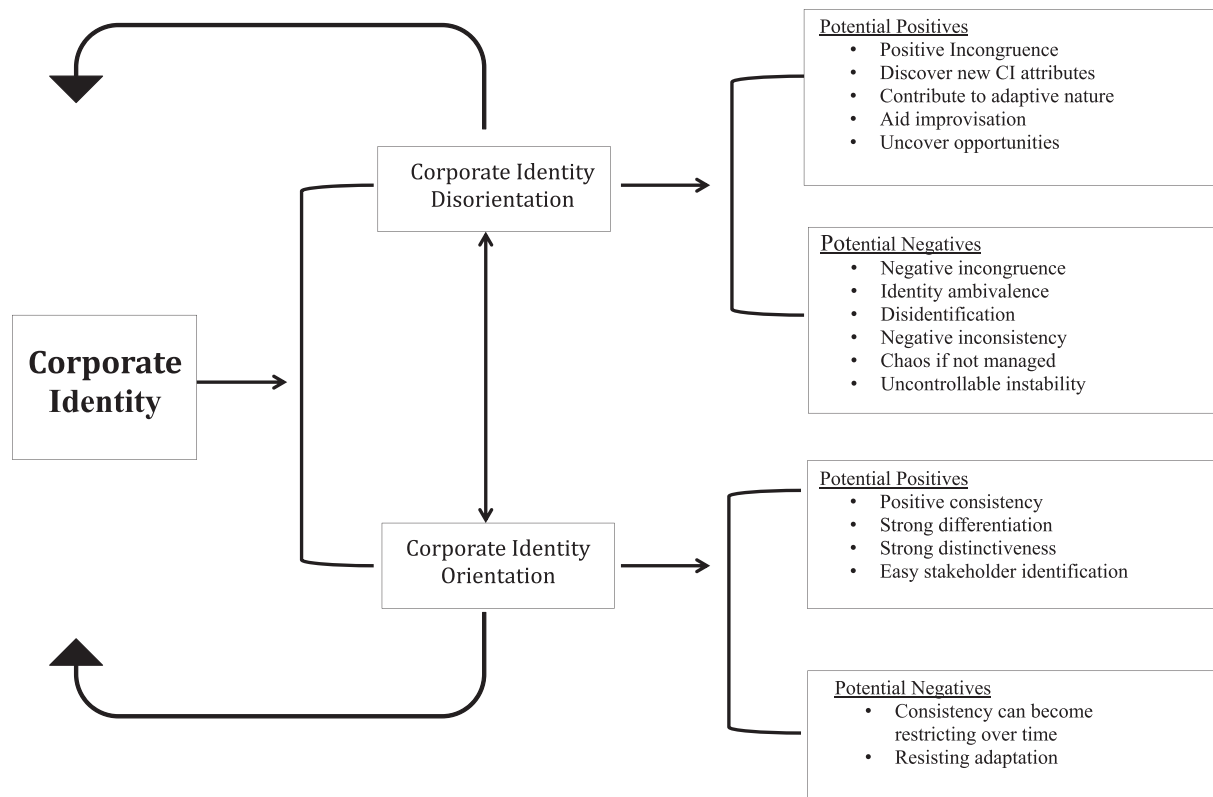 Corporate
Identity
Corporate Identity
Disorientation
Corporate Identity
Orientation
Potential Positives
• Positive Incongruence
• Discover new CI attributes
• Contribute to adaptive nature
• Aid improvisation
• Uncover opportunities
Potential Negatives
• Negative incongruence
• Identity ambivalence
• Disidentification
• Negative inconsistency
• Chaos if not managed
• Uncontrollable instability
Potential Positives
• Positive consistency
• Strong differentiation
• Strong distinctiveness
• Easy stakeholder identification
Potential Negatives
• Consistency can become
restricting over time
• Resisting adaptation